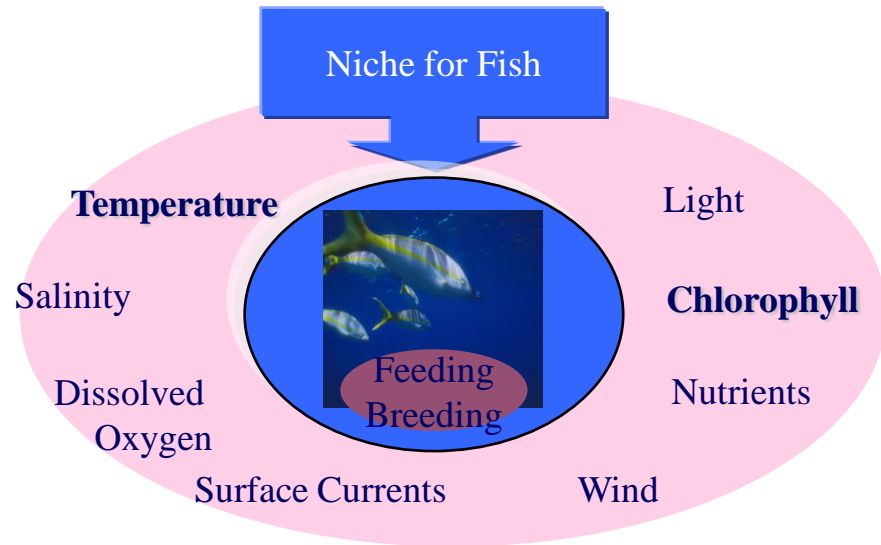 Niche for Fish
Temperature
Light
Salinity
Chlorophyll
Feeding
Breeding
Dissolved
Oxygen
Nutrients
Surface Currents
Wind